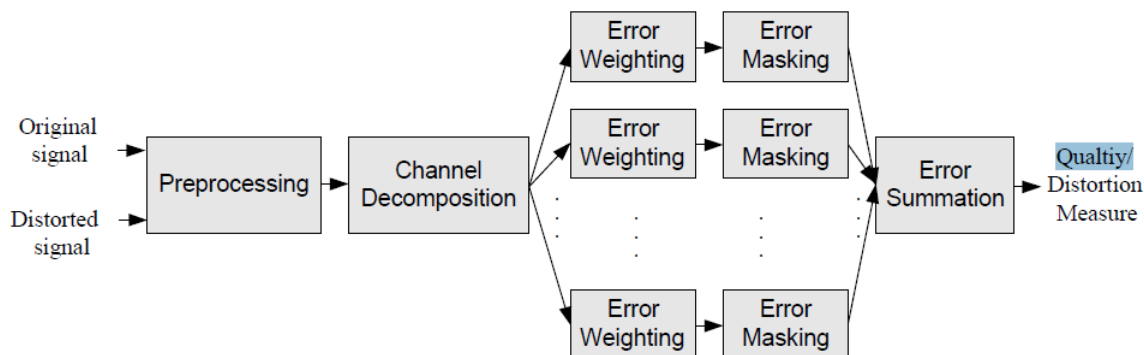 Original
signal
Distorted
signal
Preprocessing
Channel
Decomposition
Error
Weighting
Error
Masking
Error
Weighting
Error
Masking
Error
Weighting
Error
Masking
Error
Summation
Qualtiy/
Distortion
Measure